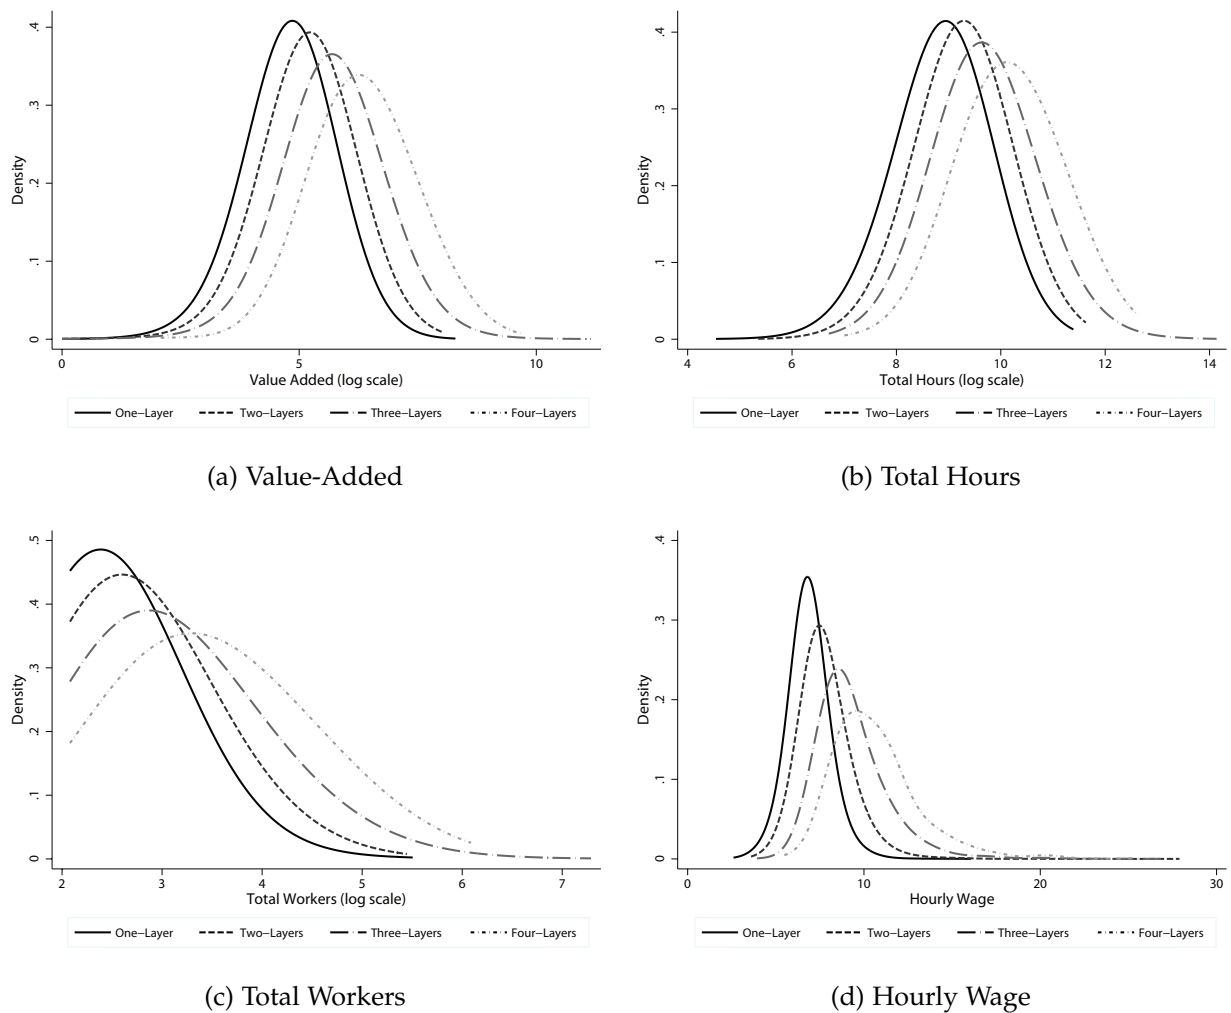 .4
.3
.2
.1
0
Density
0 5 10
Value Added (log scale)
One−Layer Two−Layers Three−Layers Four−Layers
(a) Value-Added
.4
.3
.2
.1
0
Density
4 6 8 10 12 14
Total Hours (log scale)
One−Layer Two−Layers Three−Layers Four−Layers
(b) Total Hours
.5
.4
.3
.2
.1
0
Density
2 3 4 5 6 7
Total Workers (log scale)
One−Layer Two−Layers Three−Layers Four−Layers
(c) Total Workers
.4
.3
.2
.1
0
Density
0 10 20 30
Hourly Wage
One−Layer Two−Layers Three−Layers Four−Layers
(d) Hourly Wage